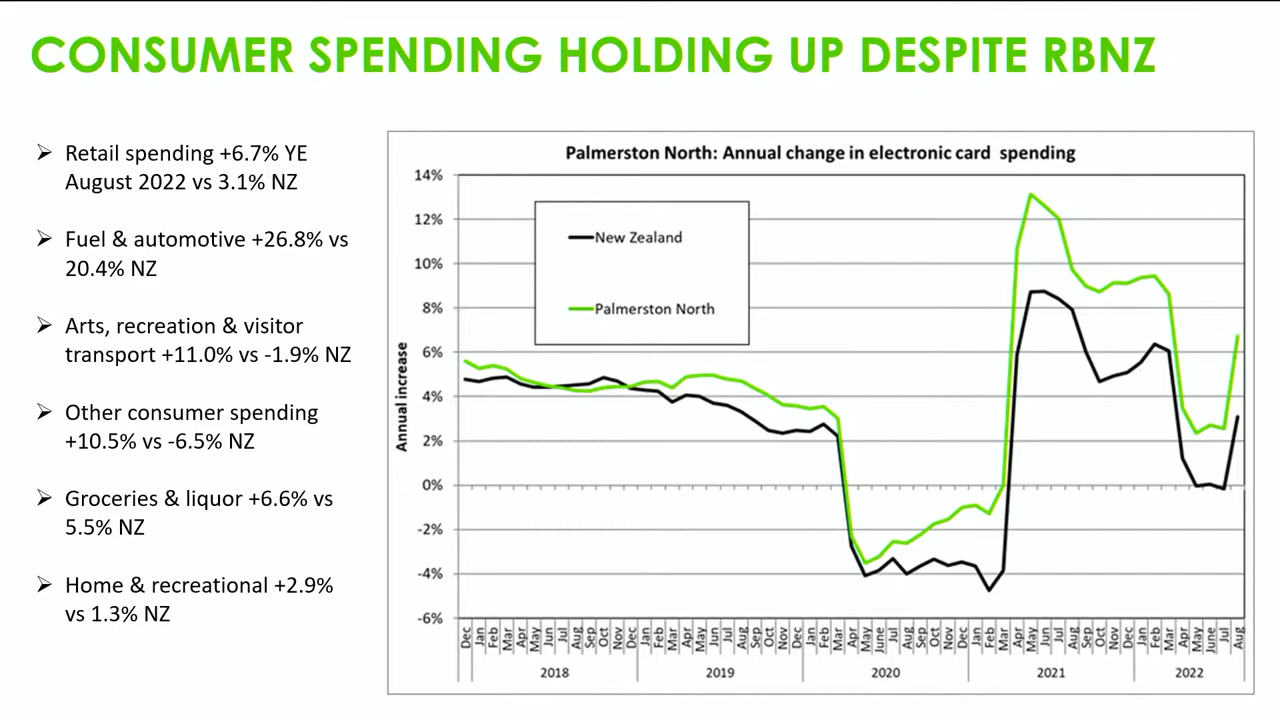 CONSUMER SPENDING HOLDING UP DESPITE RBNZ
Retail spending +6.7% YE
August 2022 vs 3.1% NZ
Fuel & automotive +26.8% vs
20.4% NZ
Arts, recreation & visitor
transport +11.0% vs -1.9% NZ
Other consumer spending
+10.5% vs -6.5% NZ
Groceries & liquor +6.6% vs
5.5% NZ
Home & recreational +2.9%
vs 1.3% NZ
Palmerston North: Annual change in electronic card spending
Annual increase
14%
12%
10%
8%
6%
4%
2%
0%
-2%
-4%
-6%
New Zealand
Palmerston North
Dec Jan Feb Mar Apr May Jun Jul Aug Sep Oct Nov Dec Jan Feb Mar Apr May Jun Jul Aug Sep Oct Nov Dec Jan Feb Mar Apr May June Jul Aug Sep Oct Nov Dec Jan Feb Mar Apr May Jun Jul Aug Sep Oct Nov Dec Jan Feb Mar Apr May June Jul Aug
2018 2019 2020 2021 2022